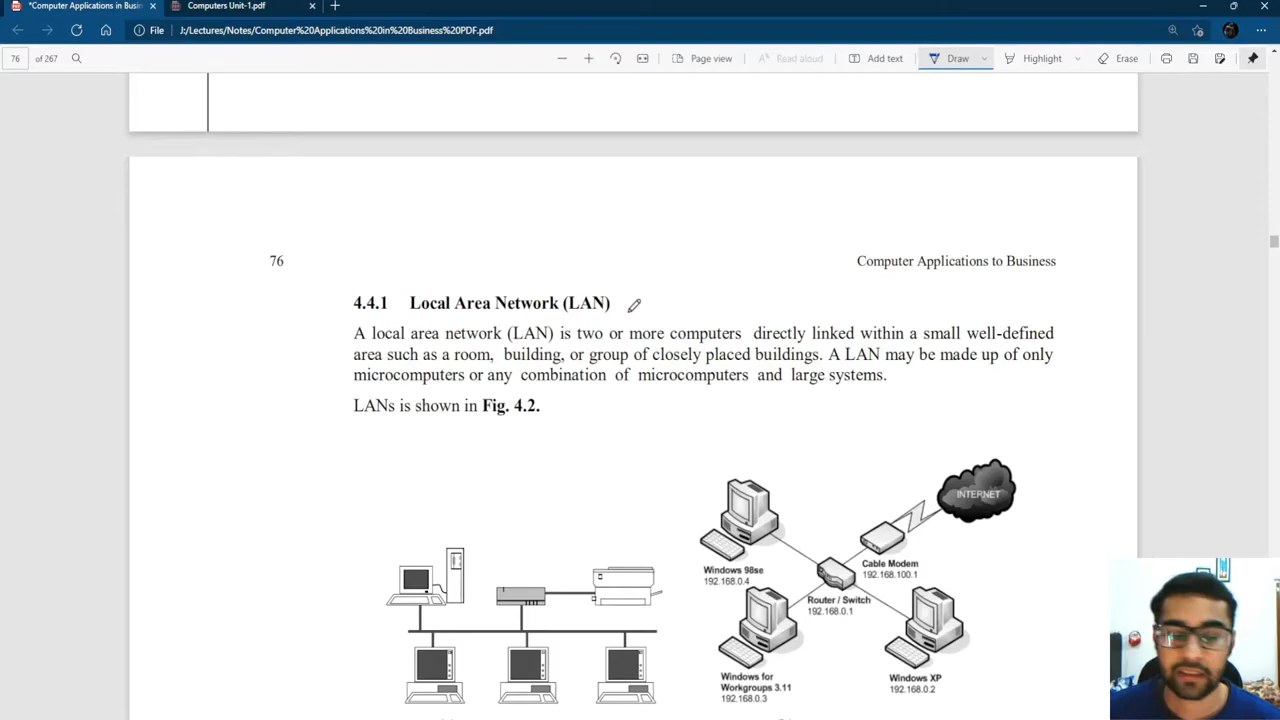 *Computer Applications in Busin
Computers Unit-1.pdf
File
J:/Lectures/Notes/Computer%20Applications%20in%20Business%20PDF.pdf
76 of 267
Page view
Read aloud
Add text
Draw
Highlight
Erase
76
Computer Applications to Business
4.4.1 Local Area Network (LAN)
A local area network (LAN) is two or more computers directly linked within a small well-defined
area such as a room, building, or group of closely placed buildings. A LAN may be made up of only
microcomputers or any combination of microcomputers and large systems.
LANs is shown in Fig. 4.2.
INTERNET
Windows 98se
192.168.0.4
Cable Modem
192.168.100.1
Router / Switch
192.168.0.1
Windows for
Workgroups 3.11
192.168.0.3
Windows XP
192.168.0.2